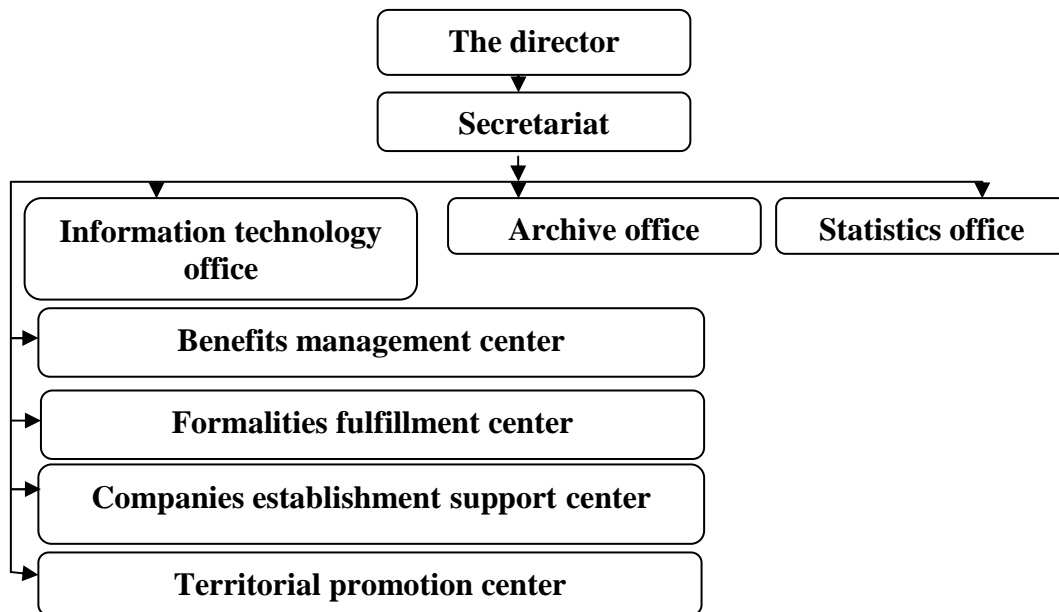 The director
Secretariat
Information technology
office
Archive office
Statistics office
Benefits management center
Formalities fulfillment center
Companies establishment support center
Territorial promotion center